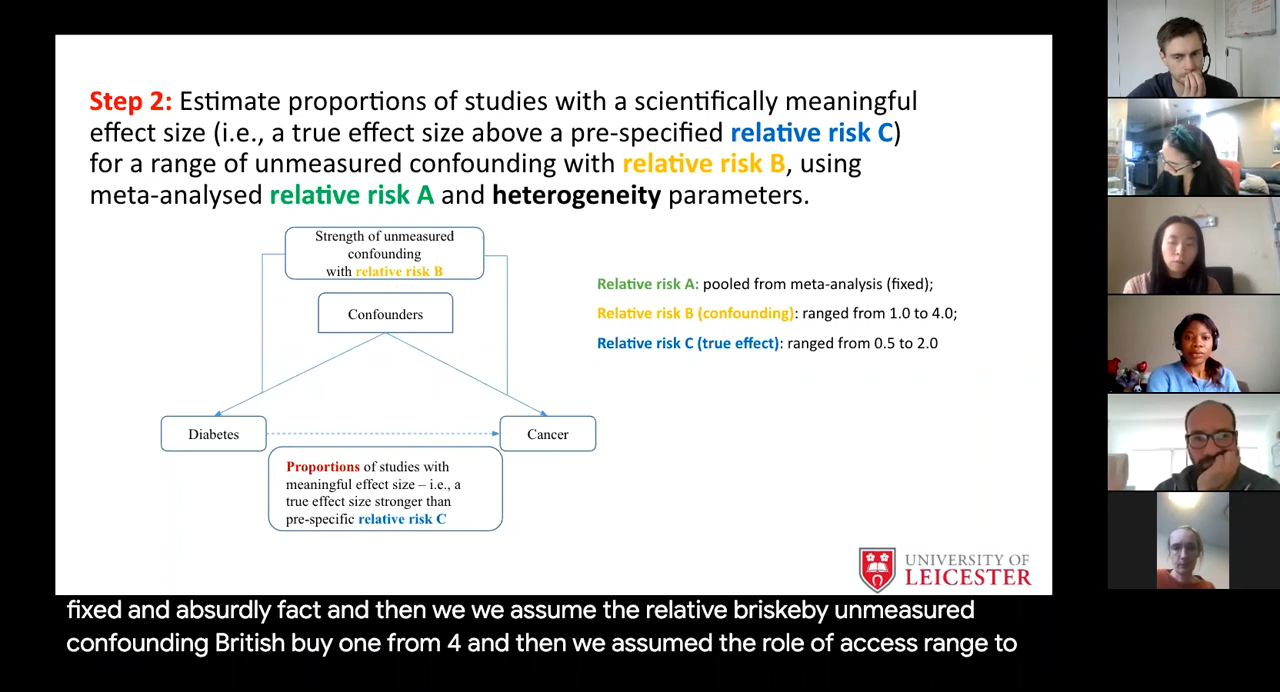 Step 2: Estimate proportions of studies with a scientifically meaningful
effect size (i.e., a true effect size above a pre-specified relative risk C)
for a range of unmeasured confounding with relative risk B, using
meta-analysed relative risk A and heterogeneity parameters.
Strength of unmeasured
confounding
with relative risk B
Confounders
Relative risk A: pooled from meta-analysis (fixed);
Relative risk B (confounding): ranged from 1.0 to 4.0;
Relative risk C (true effect): ranged from 0.5 to 2.0
Diabetes
Cancer
Proportions of studies with
meaningful effect size – i.e., a
true effect size stronger than
pre-specific relative risk C
UNIVERSITY OF
LEICESTER
fixed and absurdly fact and then we we assume the relative briskeby unmeasured
confounding British buy one from 4 and then we assumed the role of access range to